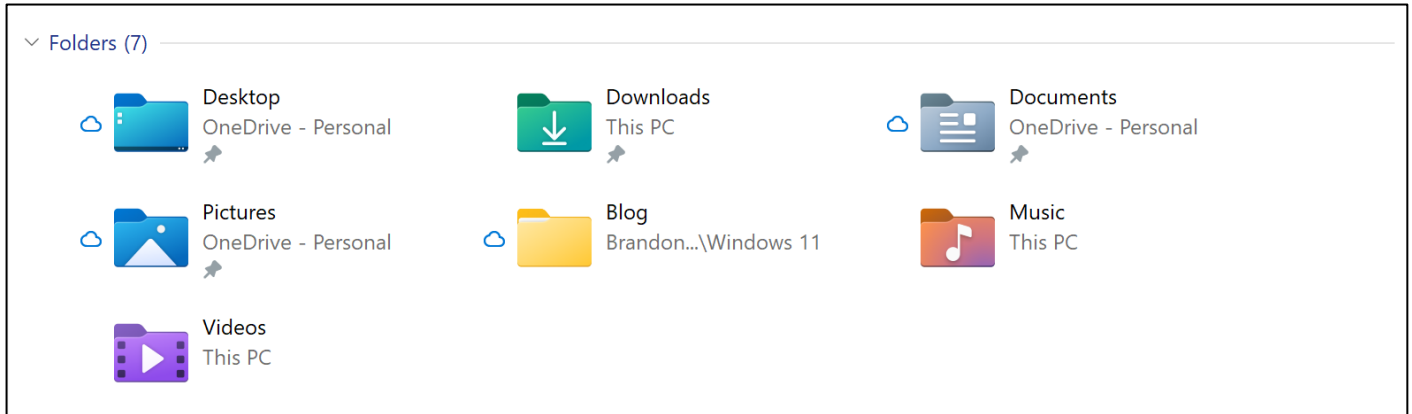 Folders (7)
Desktop
OneDrive - Personal
Downloads
This PC
Documents
OneDrive - Personal
Pictures
OneDrive - Personal
Blog
Brandon...\Windows 11
Music
This PC
Videos
This PC